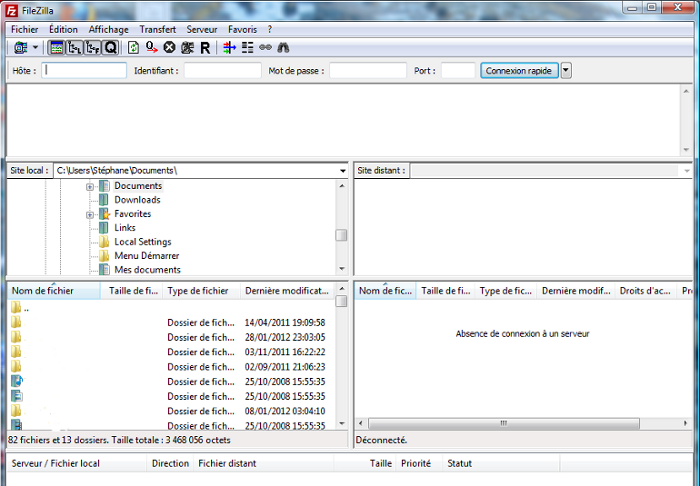 FileZilla
Fichier Édition Affichage Transfert Serveur Favoris ?
Hôte : Identifiant : Mot de passe : Port : Connexion rapide
Site local : C:\Users\Stéphane\Documents\
Site distant :
Documents
Downloads
Favorites
Links
Local Settings
Menu Démarrer
Mes documents
Nom de fichier Taille de fi... Type de fichier Dernière modificat...
..
Dossier de fich... 14/04/2011 19:09:58
Dossier de fich... 28/01/2012 23:03:05
Dossier de fich... 03/11/2011 16:22:22
Dossier de fich... 02/09/2011 21:06:23
Dossier de fich... 25/10/2008 15:55:35
Dossier de fich... 25/10/2008 15:55:35
Dossier de fich... 08/01/2012 03:04:10
Dossier de fich... 25/10/2008 15:55:35
82 fichiers et 13 dossiers. Taille totale : 3 468 056 octets
Nom de fic... Taille de fi... Type de fic... Dernière modif... Droits d'ac... Pr
Absence de connexion à un serveur
Déconnecté.
Serveur / Fichier local Direction Fichier distant Taille Priorité Statut